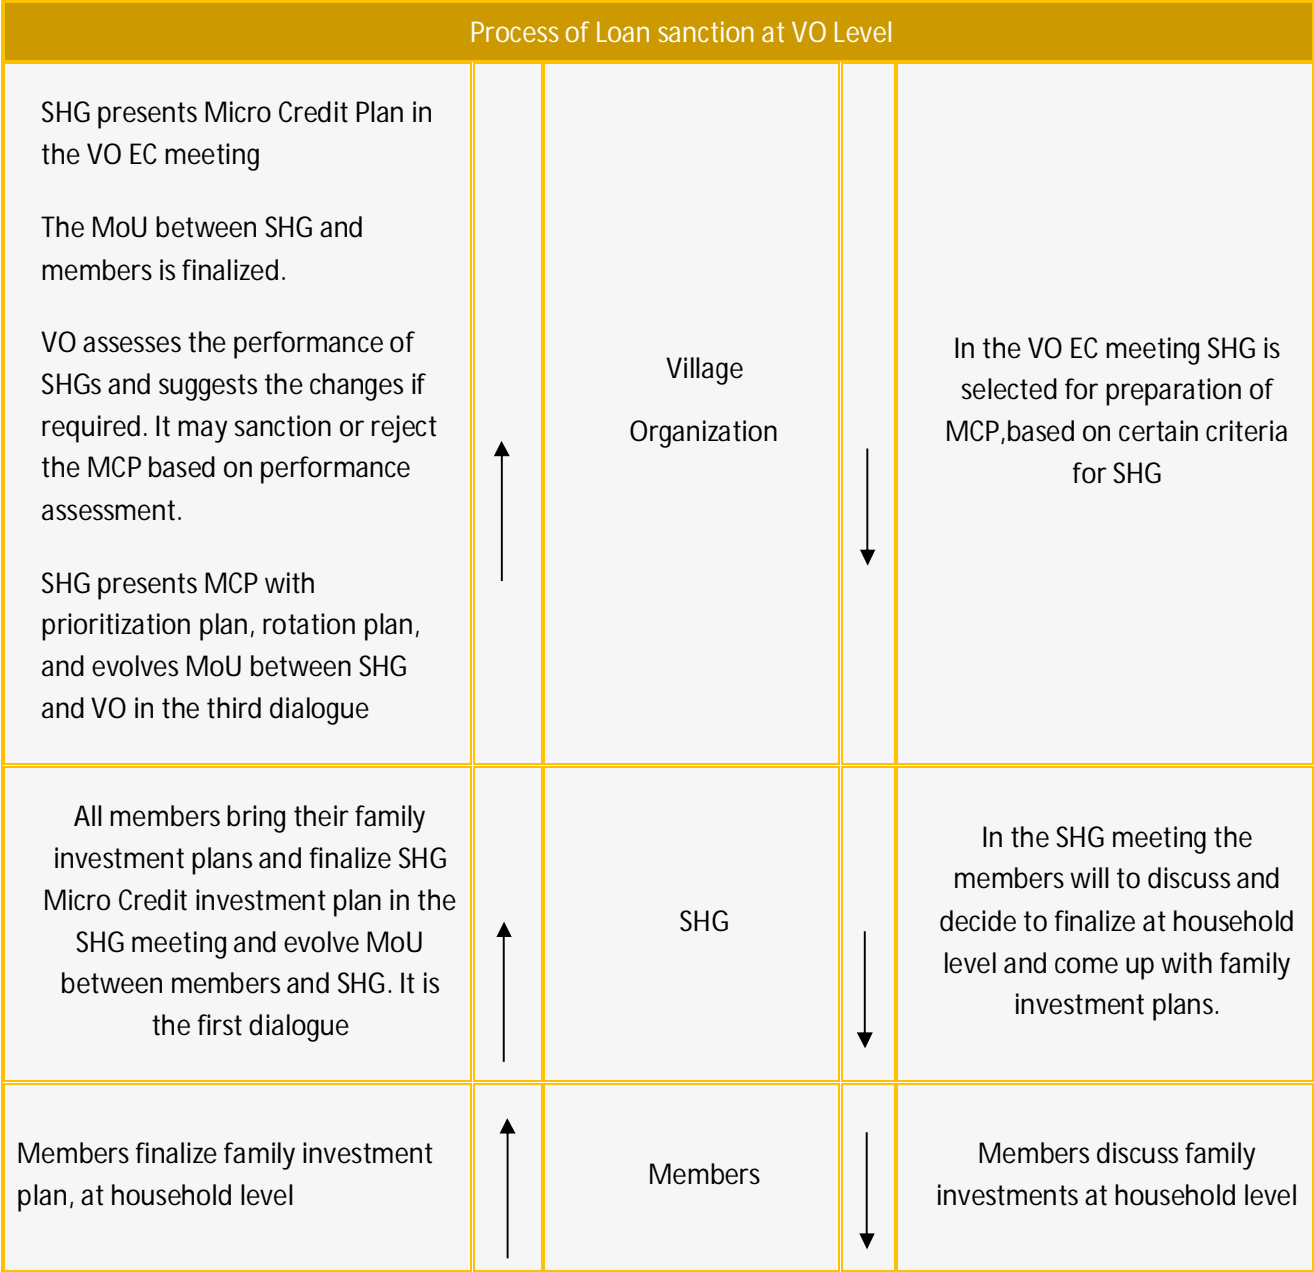 Process of Loan sanction at VO Level
SHG presents Micro Credit Plan in
the VO EC meeting
The MoU between SHG and
members is finalized.
VO assesses the performance of
SHGs and suggests the changes if
required. It may sanction or reject
the MCP based on performance
assessment.
SHG presents MCP with
prioritization plan, rotation plan,
and evolves MoU between SHG
and VO in the third dialogue
Village
Organization
In the VO EC meeting SHG is
selected for preparation of
MCP,based on certain criteria
for SHG
All members bring their family
investment plans and finalize SHG
Micro Credit investment plan in the
SHG meeting and evolve MoU
between members and SHG. It is
the first dialogue
SHG
In the SHG meeting the
members will to discuss and
decide to finalize at household
level and come up with family
investment plans.
Members finalize family investment
plan, at household level
Members
Members discuss family
investments at household level